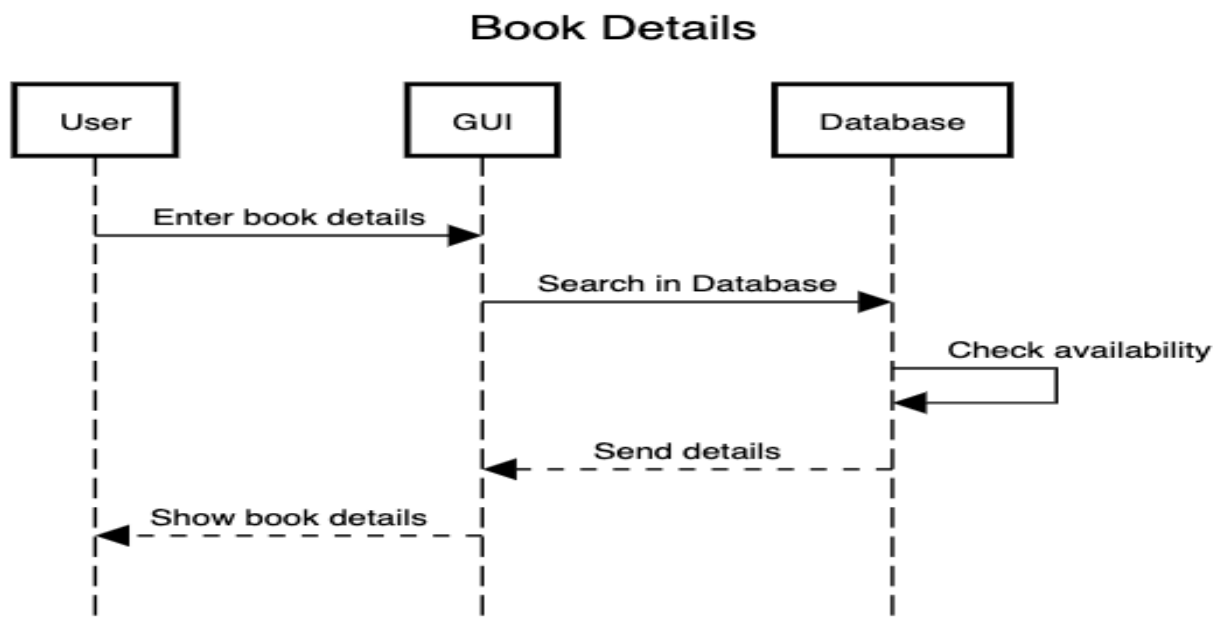 Book Details
User
GUI
Database
Enter book details
Search in Database
Check availability
Send details
Show book details